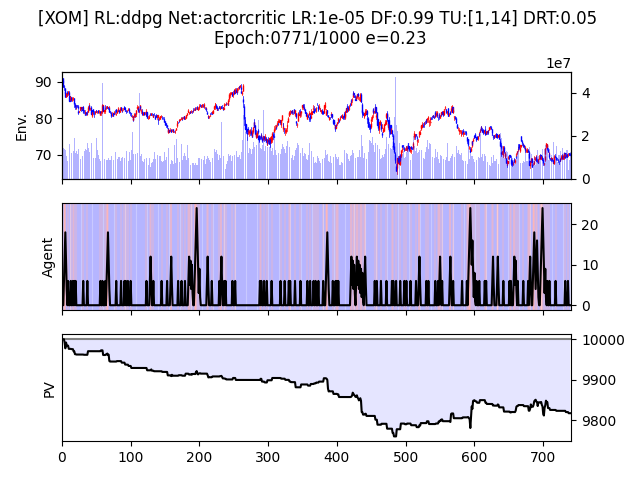 [XOM] RL:ddpg Net:actorcritic LR:1e-05 DF:0.99 TU:[1,14] DRT:0.05
Epoch:0771/1000 e=0.23
1e7
Env.
90
80
70
4
2
0
Agent
20
10
0
PV
10000
9900
9800
0 100 200 300 400 500 600 700